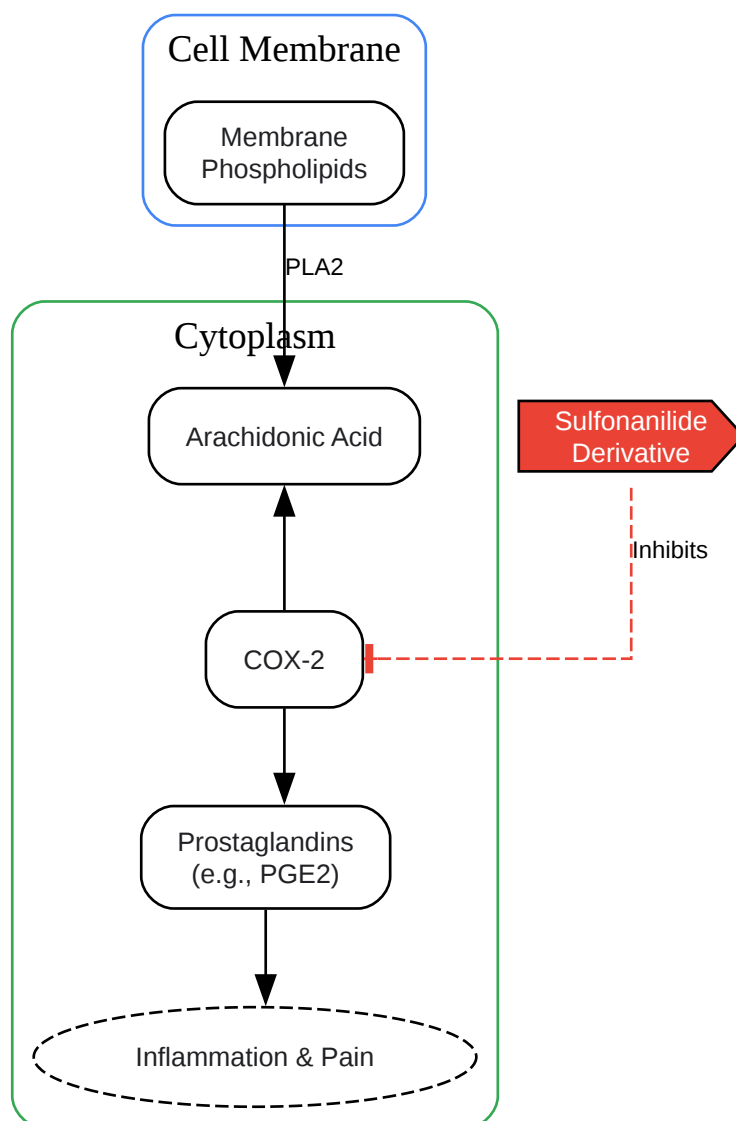 Cell Membrane
Membrane
Phospholipids
PLA2
Cytoplasm
Arachidonic Acid
Sulfonanilide
Derivative
Inhibits
COX-2
Prostaglandins
(e.g., PGE2)
Inflammation & Pain